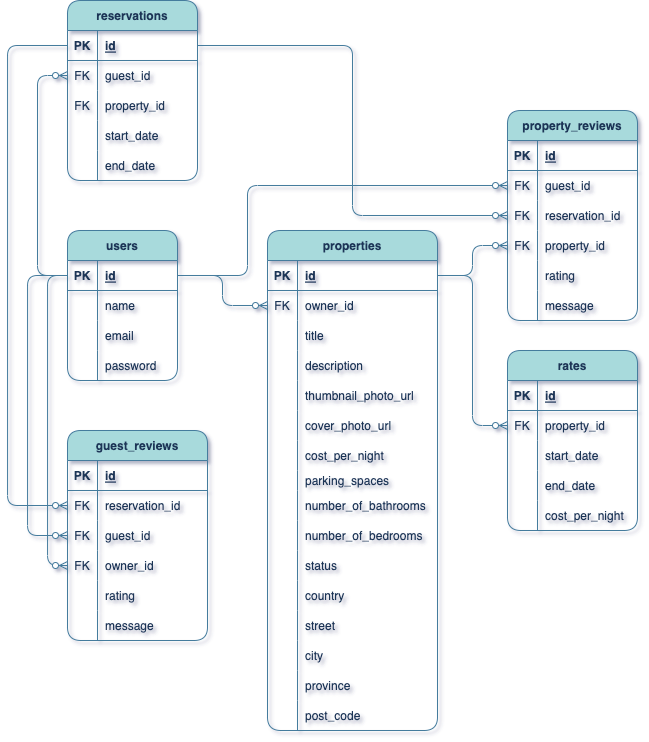 reservations
PK id
FK guest_id
FK property_id
start_date
end_date
users
PK id
name
email
password
guest_reviews
PK id
FK reservation_id
FK guest_id
FK owner_id
rating
message
properties
PK id
FK owner_id
title
description
thumbnail_photo_url
cover_photo_url
cost_per_night
parking_spaces
number_of_bathrooms
number_of_bedrooms
status
country
street
city
province
post_code
property_reviews
PK id
FK guest_id
FK reservation_id
FK property_id
rating
message
rates
PK id
FK property_id
start_date
end_date
cost_per_night